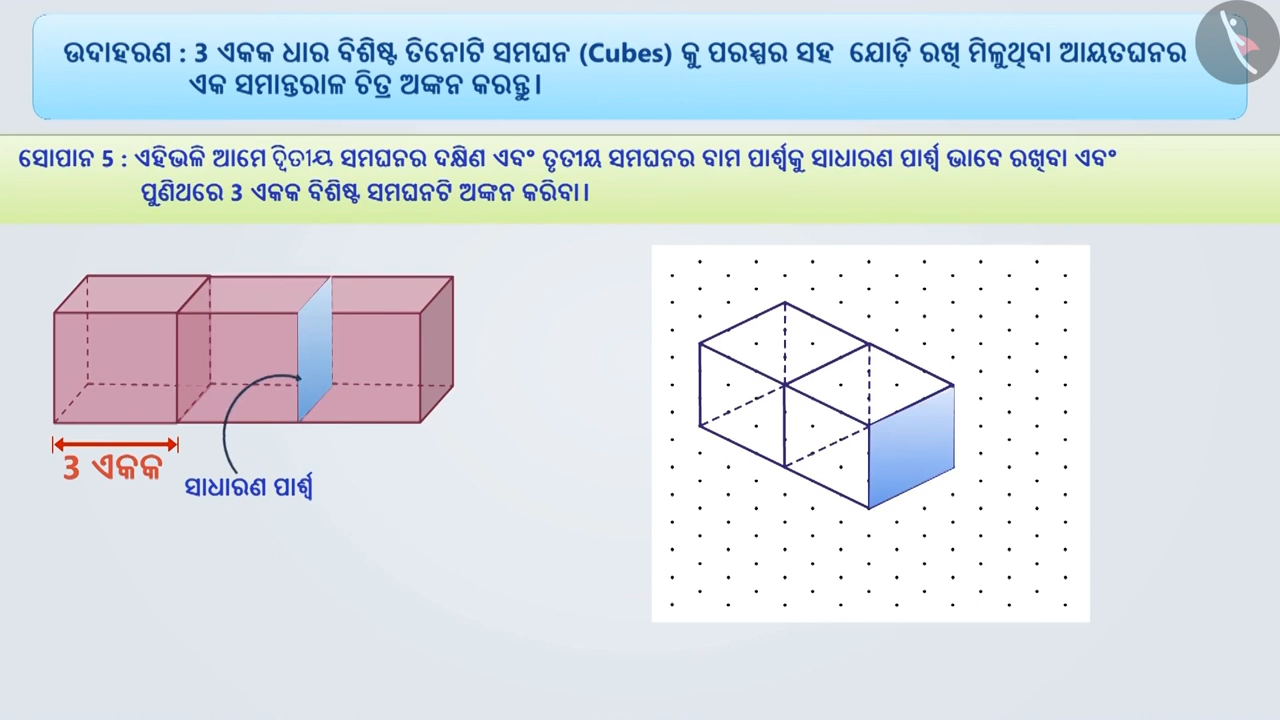 ଉଦାହରଣ : 3 ଏକକ ଧାର ବିଶିଷ୍ଟ ତିନୋଟି ସମଘନ (Cubes) କୁ ପରସ୍ପର ସହ ଯୋଡ଼ି ରଖି ମିଳୁଥିବା ଆୟତଘନର
ଏକ ସମାନ୍ତରାଳ ଚିତ୍ର ଅଙ୍କନ କରନ୍ତୁ।
ସୋପାନ 5 : ଏହିଭଳି ଆମେ ଦ୍ୱିତୀୟ ସମଘନର ଦକ୍ଷିଣ ଏବଂ ତୃତୀୟ ସମଘନର ବାମ ପାର୍ଶ୍ଵକୁ ସାଧାରଣ ପାର୍ଶ୍ଵ ଭାବେ ରଖିବା ଏବଂ
ପୁଣିଥରେ 3 ଏକକ ବିଶିଷ୍ଟ ସମଘନଟି ଅଙ୍କନ କରିବା।
3 ଏକକ
ସାଧାରଣ ପାର୍ଶ୍ଵ